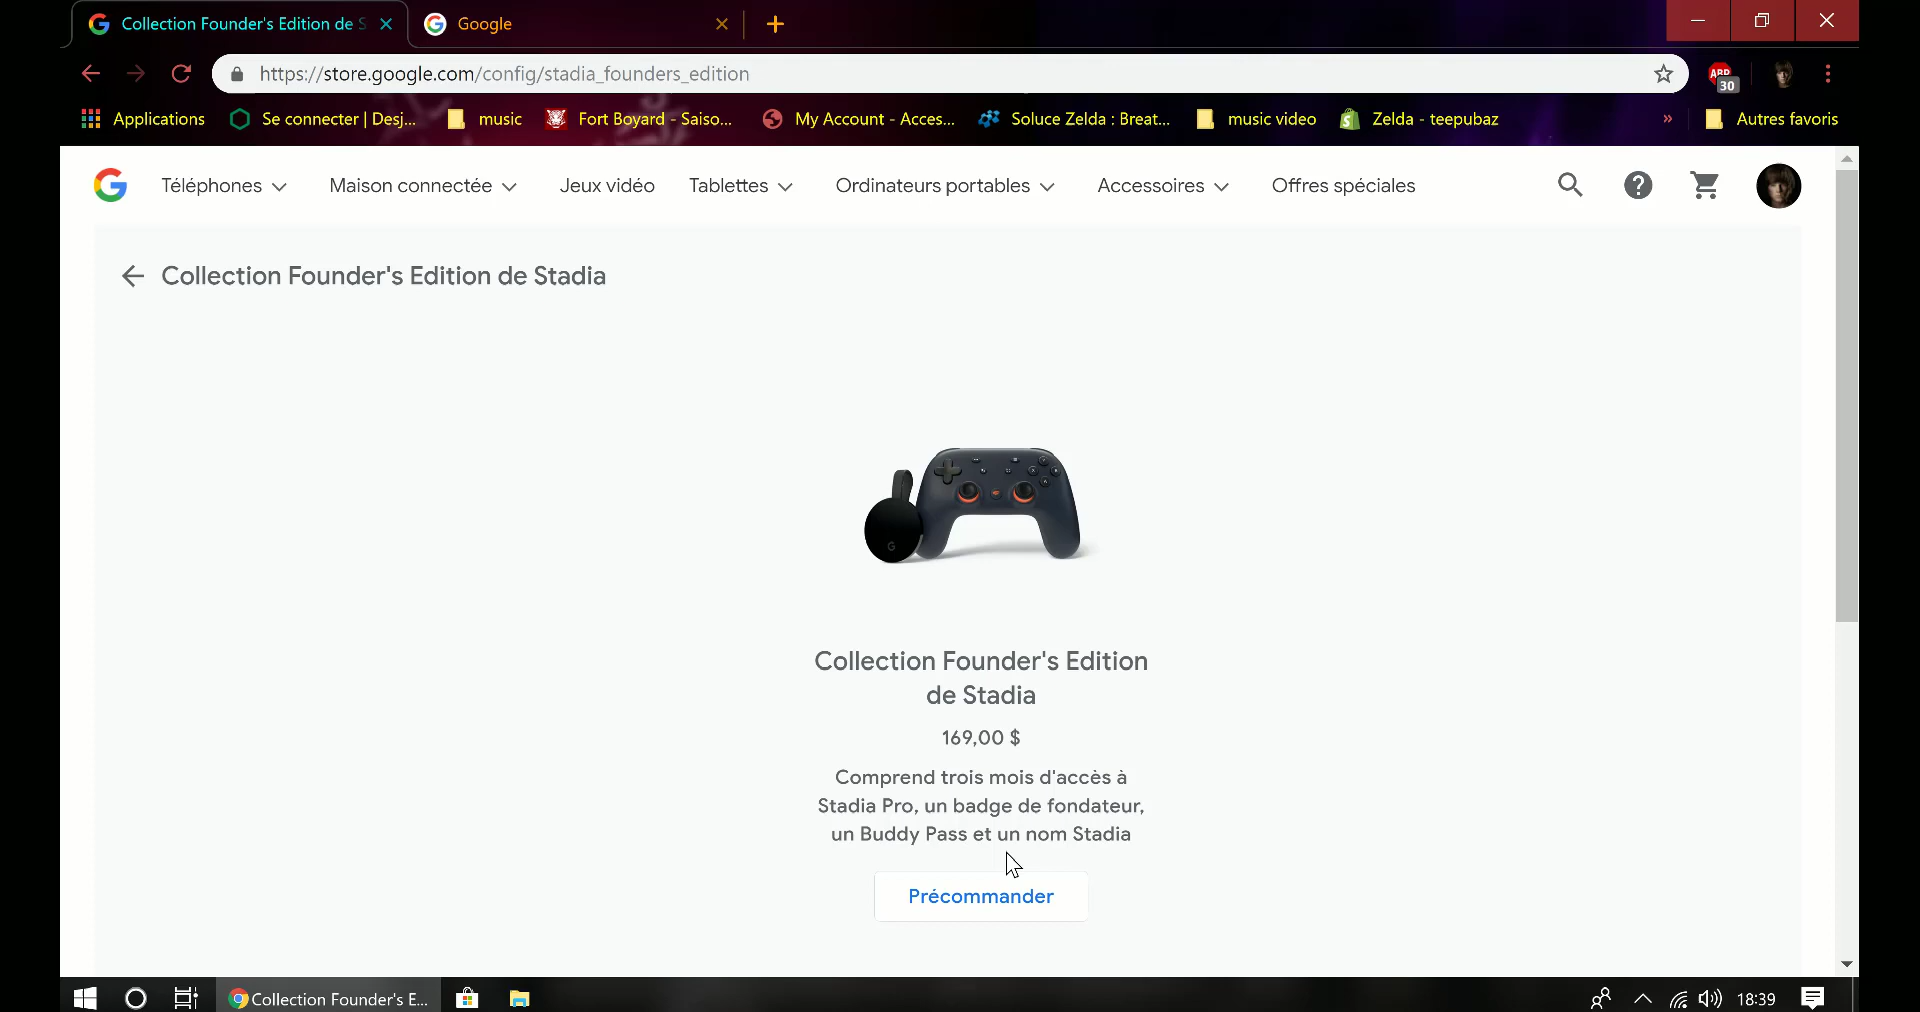 Collection Founder's Edition de S
Google
https://store.google.com/config/stadia_founders_edition
ABP
30
Applications
Se connecter | Desj...
music
Fort Boyard - Saiso...
My Account - Acces...
Soluce Zelda : Breat...
music video
Zelda - teepubaz
»
Autres favoris
Téléphones
Maison connectée
Jeux vidéo
Tablettes
Ordinateurs portables
Accessoires
Offres spéciales
Collection Founder's Edition de Stadia
Collection Founder's Edition
de Stadia
169,00 $
Comprend trois mois d'accès à
Stadia Pro, un badge de fondateur,
un Buddy Pass et un nom Stadia
Précommander
Collection Founder's E...
18:39